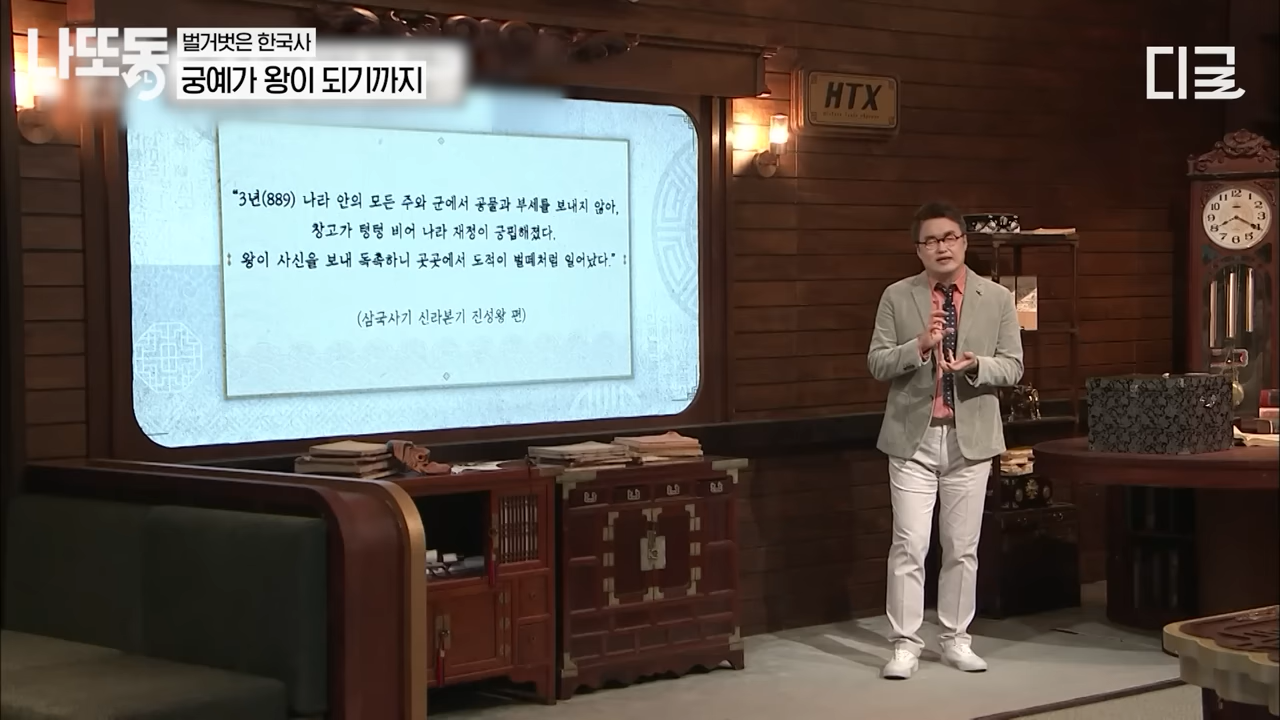 나또동
벌거벗은 한국사
궁예가 왕이 되기까지
디글
HTX
“3년(889) 나라 안의 모든 주와 군에서 공물과 부세를 보내지 않아,
창고가 텅텅 비어 나라 재정이 궁핍해졌다.
왕이 사신을 보내 독촉하니 곳곳에서 도적이 벌떼처럼 일어났다.”
(삼국사기 신라본기 진성왕 편)